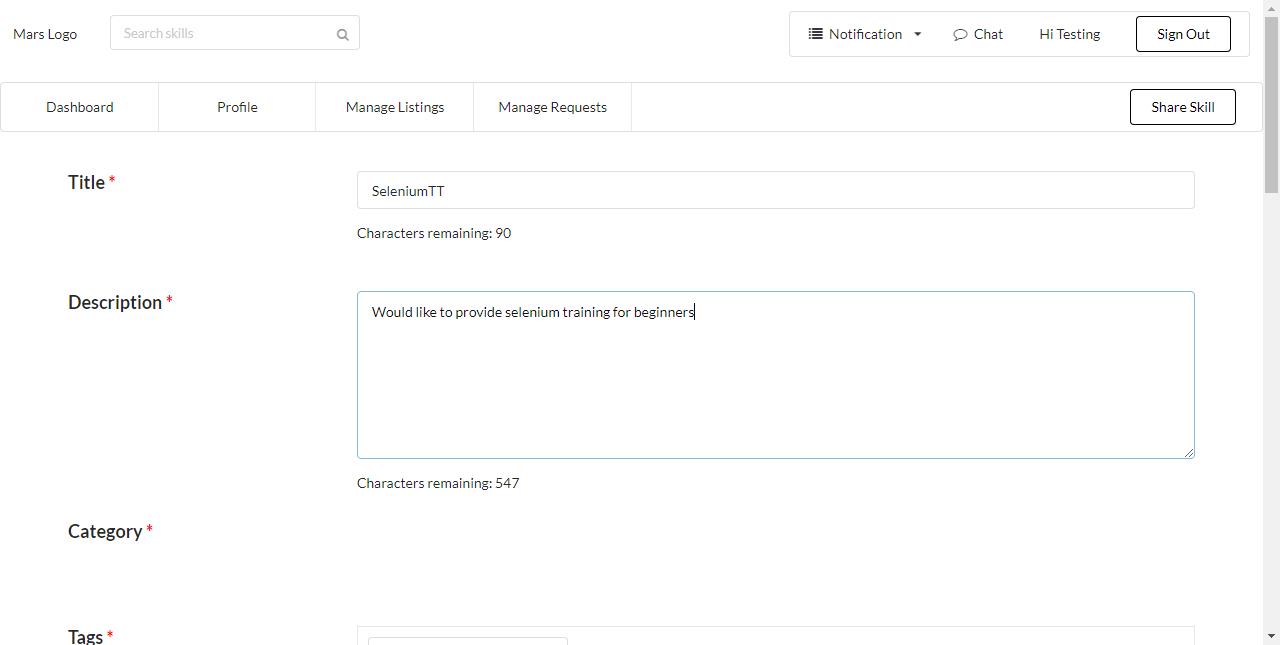 Mars Logo
Search skills
Notification
Chat
Hi Testing
Sign Out
Dashboard
Profile
Manage Listings
Manage Requests
Share Skill
Title *
SeleniumTT
Characters remaining: 90
Description *
Would like to provide selenium training for beginners
Characters remaining: 547
Category *
Tags *